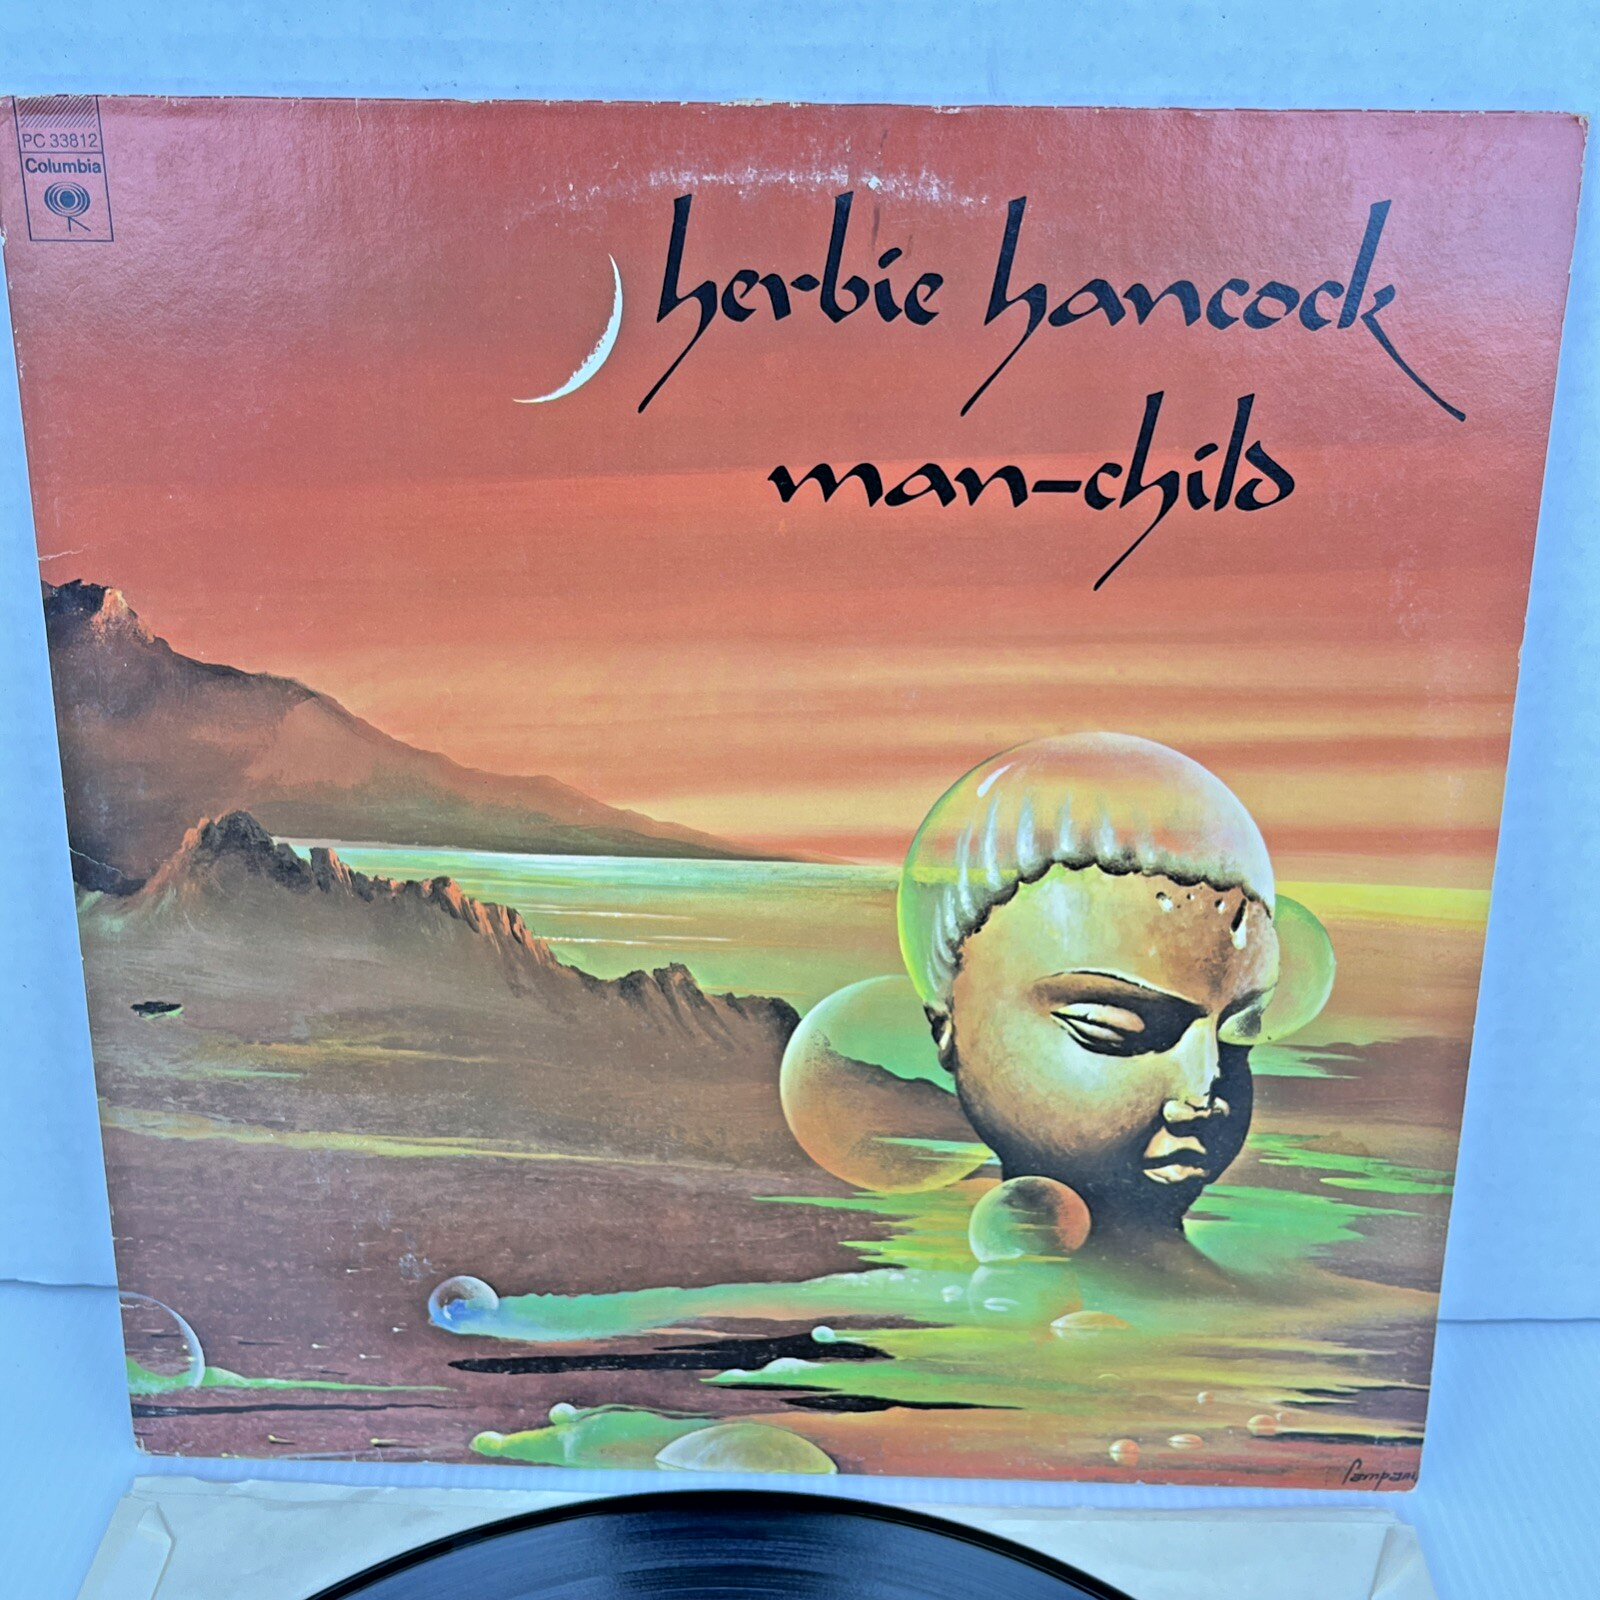 PC 33812
Columbia
herbie hancock
man-child